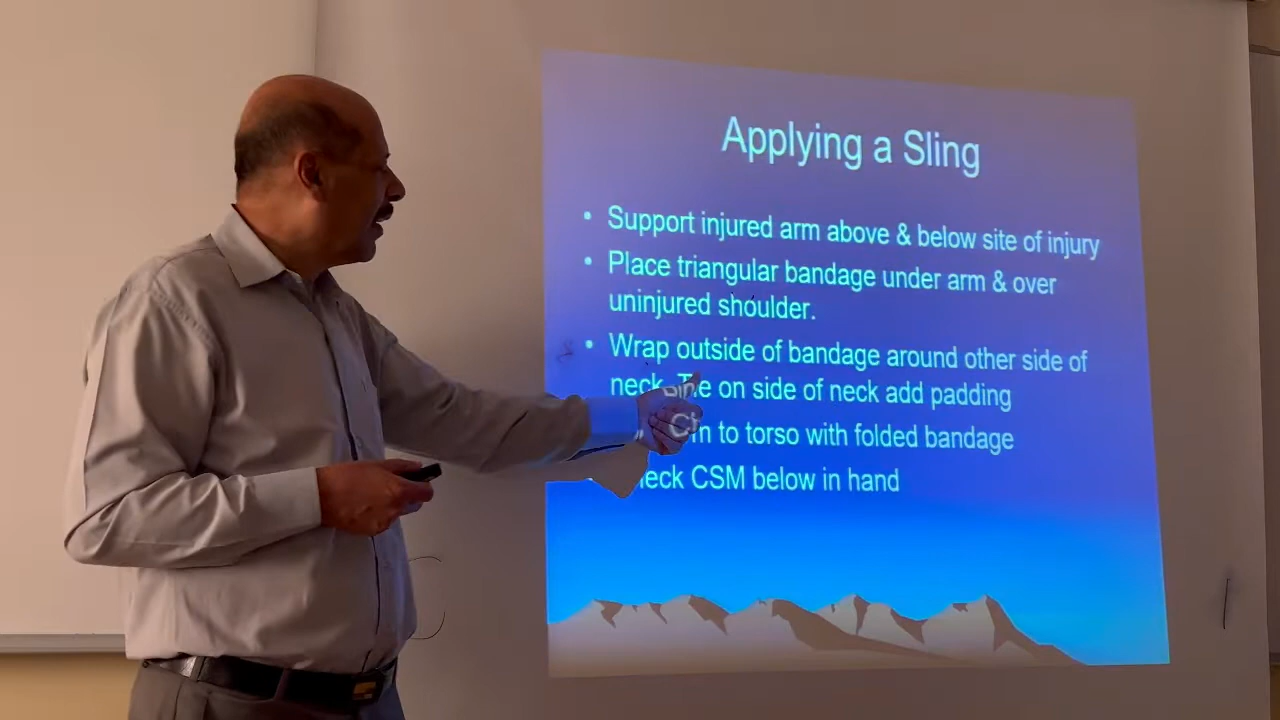 Applying a Sling
• Support injured arm above & below site of injury
• Place triangular bandage under arm & over
uninjured shoulder.
• Wrap outside of bandage around other side of
neck. Tie on side of neck add padding
to torso with folded bandage
CSM below in hand